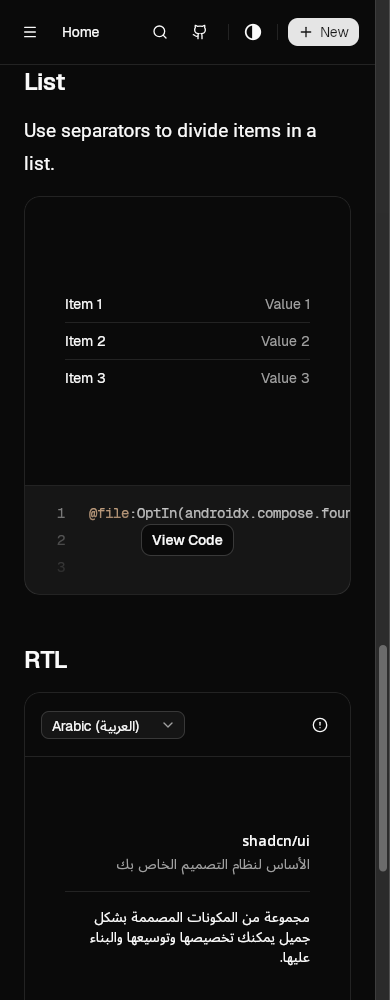 Home
New
List
Use separators to divide items in a
list.
Item 1 Value 1
Item 2 Value 2
Item 3 Value 3
1 @file:OptIn(androidx.compose.four
2
View Code
3
RTL
Arabic (العربية)
shadcn/ui
الأساس لنظام التصميم الخاص بك
مجموعة من المكونات المصممة بشكل
جميل يمكنك تخصيصها وتوسيعها والبناء
عليها.